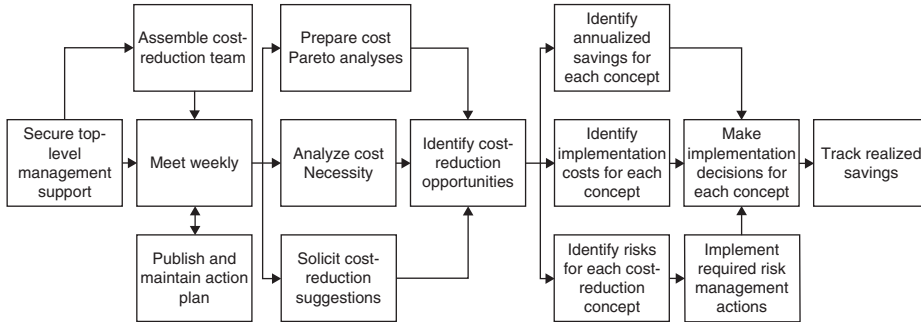 Assemble cost-
reduction team
Prepare cost
Pareto analyses
Identify
annualized
savings for
each concept
Secure top-
level
management
support
Meet weekly
Analyze cost
Necessity
Identify cost-
reduction
opportunities
Identify
implementation
costs for each
concept
Make
implementation
decisions for
each concept
Track realized
savings
Publish and
maintain action
plan
Solicit cost-
reduction
suggestions
Identify risks
for each cost-
reduction
concept
Implement
required risk
management
actions